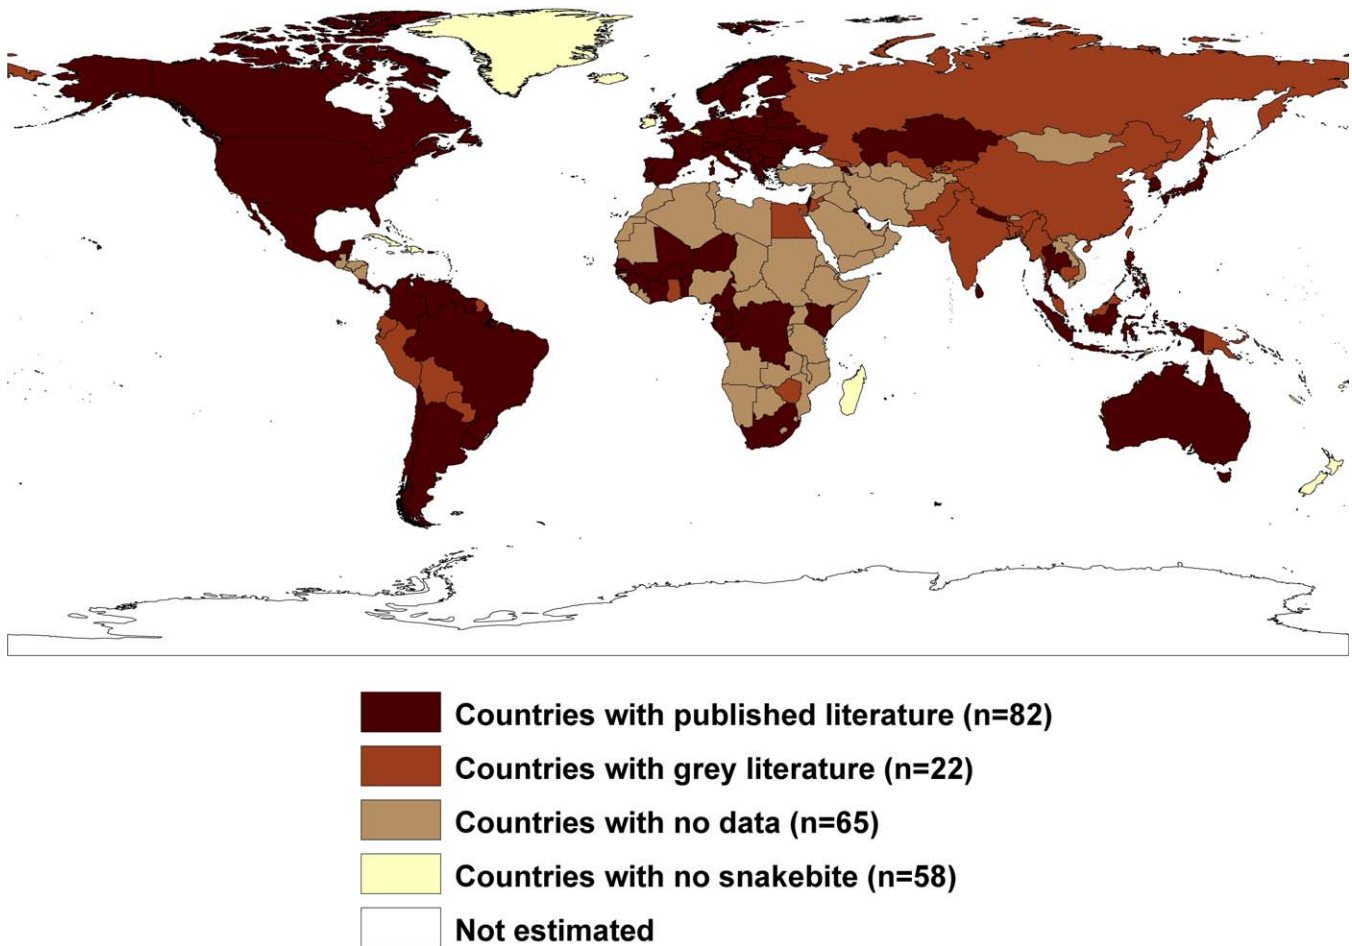 Countries with published literature (n=82)
Countries with grey literature (n=22)
Countries with no data (n=65)
Countries with no snakebite (n=58)
Not estimated